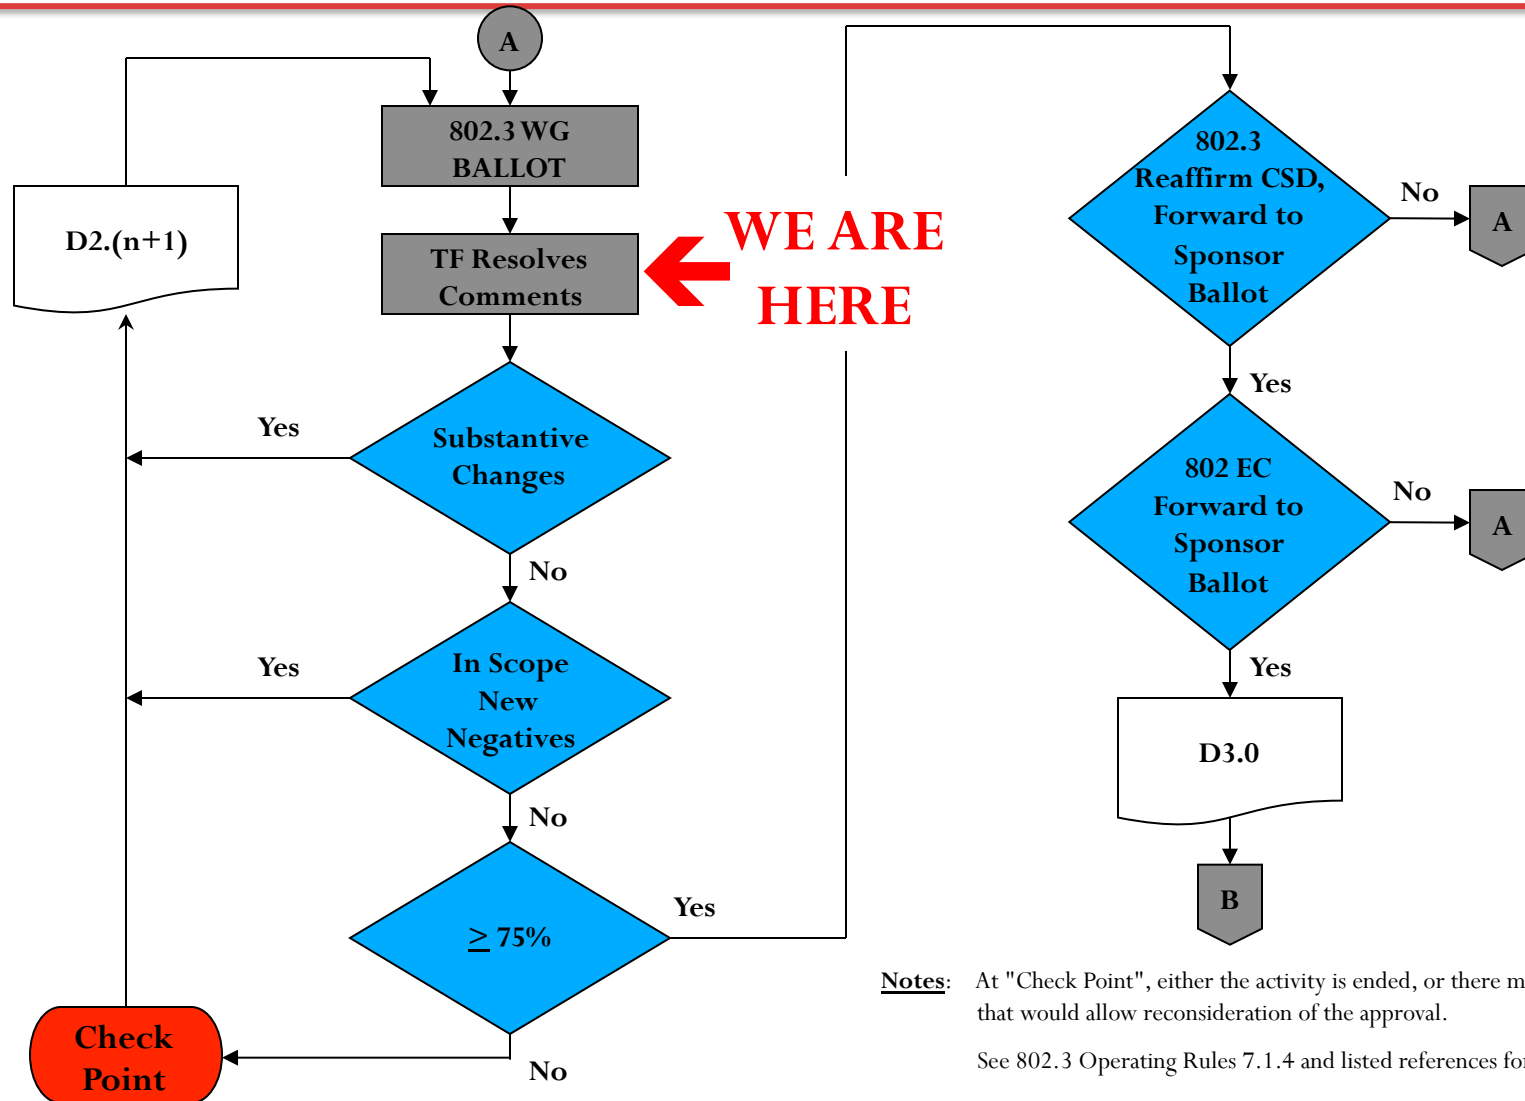 A
802.3 WG
BALLOT
D2.(n+1)
TF Resolves
Comments
WE ARE
HERE
Yes
Substantive
Changes
No
Yes
In Scope
New
Negatives
No
≥ 75%
Yes
No
Check
Point
802.3
Reaffirm CSD,
Forward to
Sponsor
Ballot
No
A
Yes
802 EC
Forward to
Sponsor
Ballot
No
A
Yes
D3.0
B
Notes: At "Check Point", either the activity is ended, or there m
that would allow reconsideration of the approval.
See 802.3 Operating Rules 7.1.4 and listed references for